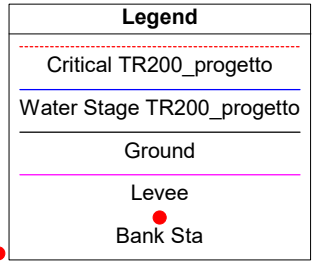 Legend
Critical TR200_progetto
Water Stage TR200_progetto
Ground
Levee
Bank Sta